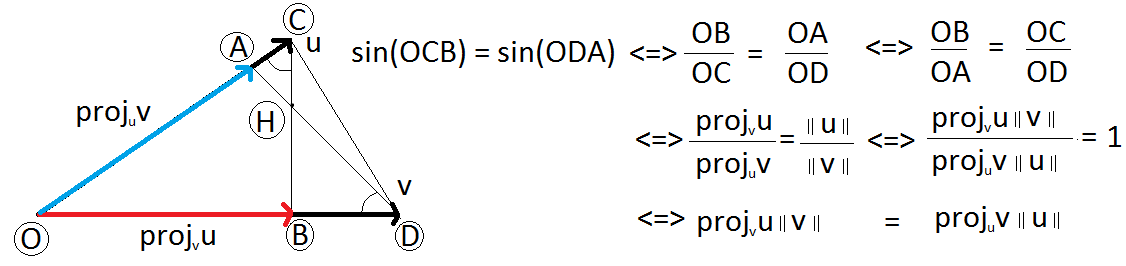 C
u
A
proj_u v
H
v
O
proj_v u
B
D
sin(OCB) = sin(ODA) <=> OB/OC = OA/OD <=> OB/OA = OC/OD
<=> proj_v u / proj_u v = ‖u‖ / ‖v‖ <=> proj_v u ‖v‖ / proj_u v ‖u‖ = 1
<=> proj_v u ‖v‖ = proj_u v ‖u‖